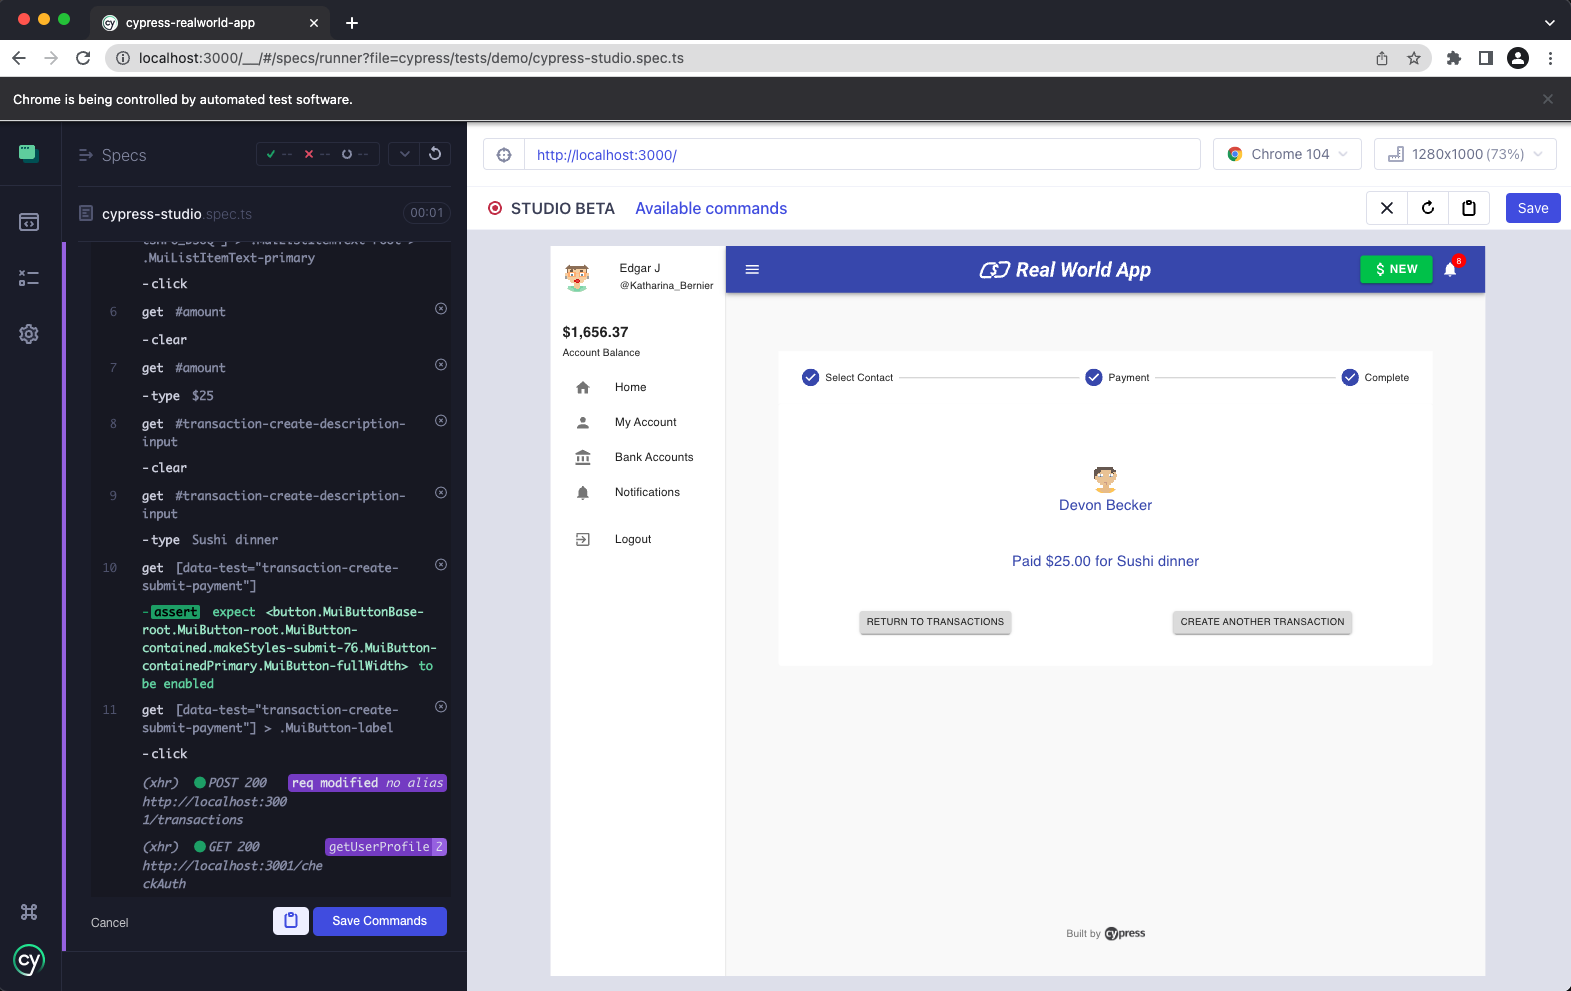 cypress-realworld-app
localhost:3000/__/#/specs/runner?file=cypress/tests/demo/cypress-studio.spec.ts
Chrome is being controlled by automated test software.
Specs
-- -- --
cypress-studio.spec.ts 00:01
.MuiListItemText-primary
-click
6 get #amount
-clear
7 get #amount
-type $25
8 get #transaction-create-description-
input
-clear
9 get #transaction-create-description-
input
-type Sushi dinner
10 get [data-test="transaction-create-
submit-payment"]
-assert expect <button.MuiButtonBase-
root.MuiButton-root.MuiButton-
contained.makeStyles-submit-76.MuiButton-
containedPrimary.MuiButton-fullWidth> to
be enabled
11 get [data-test="transaction-create-
submit-payment"] > .MuiButton-label
-click
(xhr) POST 200 req modified no alias
http://localhost:300
1/transactions
(xhr) GET 200 getUserProfile 2
http://localhost:3001/che
ckAuth
Cancel
Save Commands
cy
http://localhost:3000/
Chrome 104
1280x1000 (73%)
STUDIO BETA
Available commands
Save
Edgar J
@Katharina_Bernier
$1,656.37
Account Balance
Home
My Account
Bank Accounts
Notifications
Logout
Real World App
$ NEW
8
Select Contact
Payment
Complete
Devon Becker
Paid $25.00 for Sushi dinner
RETURN TO TRANSACTIONS
CREATE ANOTHER TRANSACTION
Built by cypress